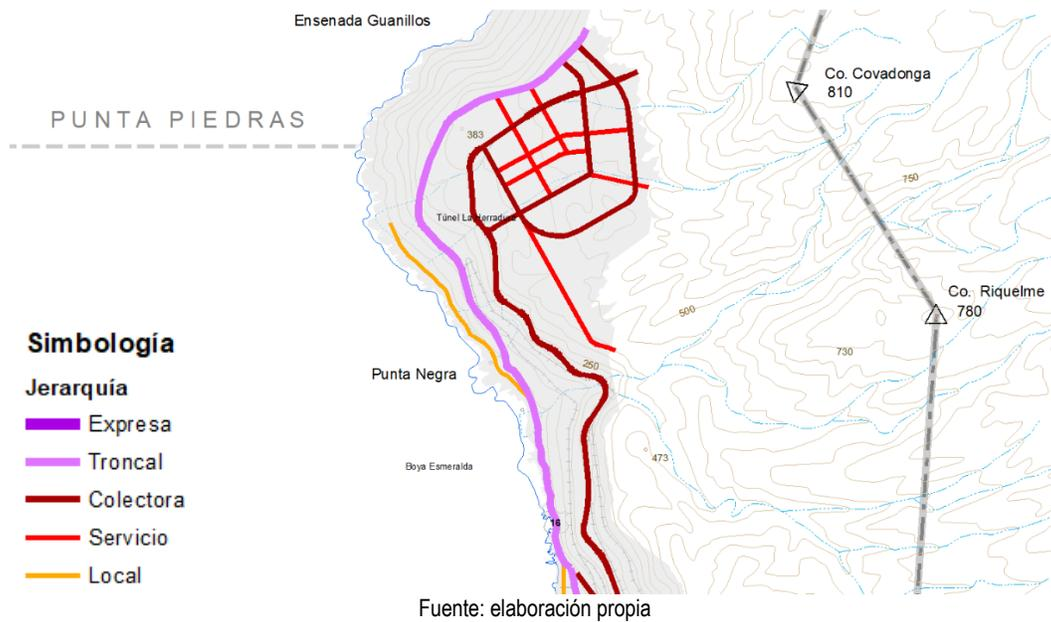 Ensenada Guanillos
Co. Covadonga
810
PUNTA PIEDRAS
383
750
Túnel La Herradura
Co. Riquelme
780
500
Simbología
730
250
Punta Negra
Jerarquía
Expresa
Troncal
473
Boya Esmeralda
Colectora
16
Servicio
Local
Fuente: elaboración propia